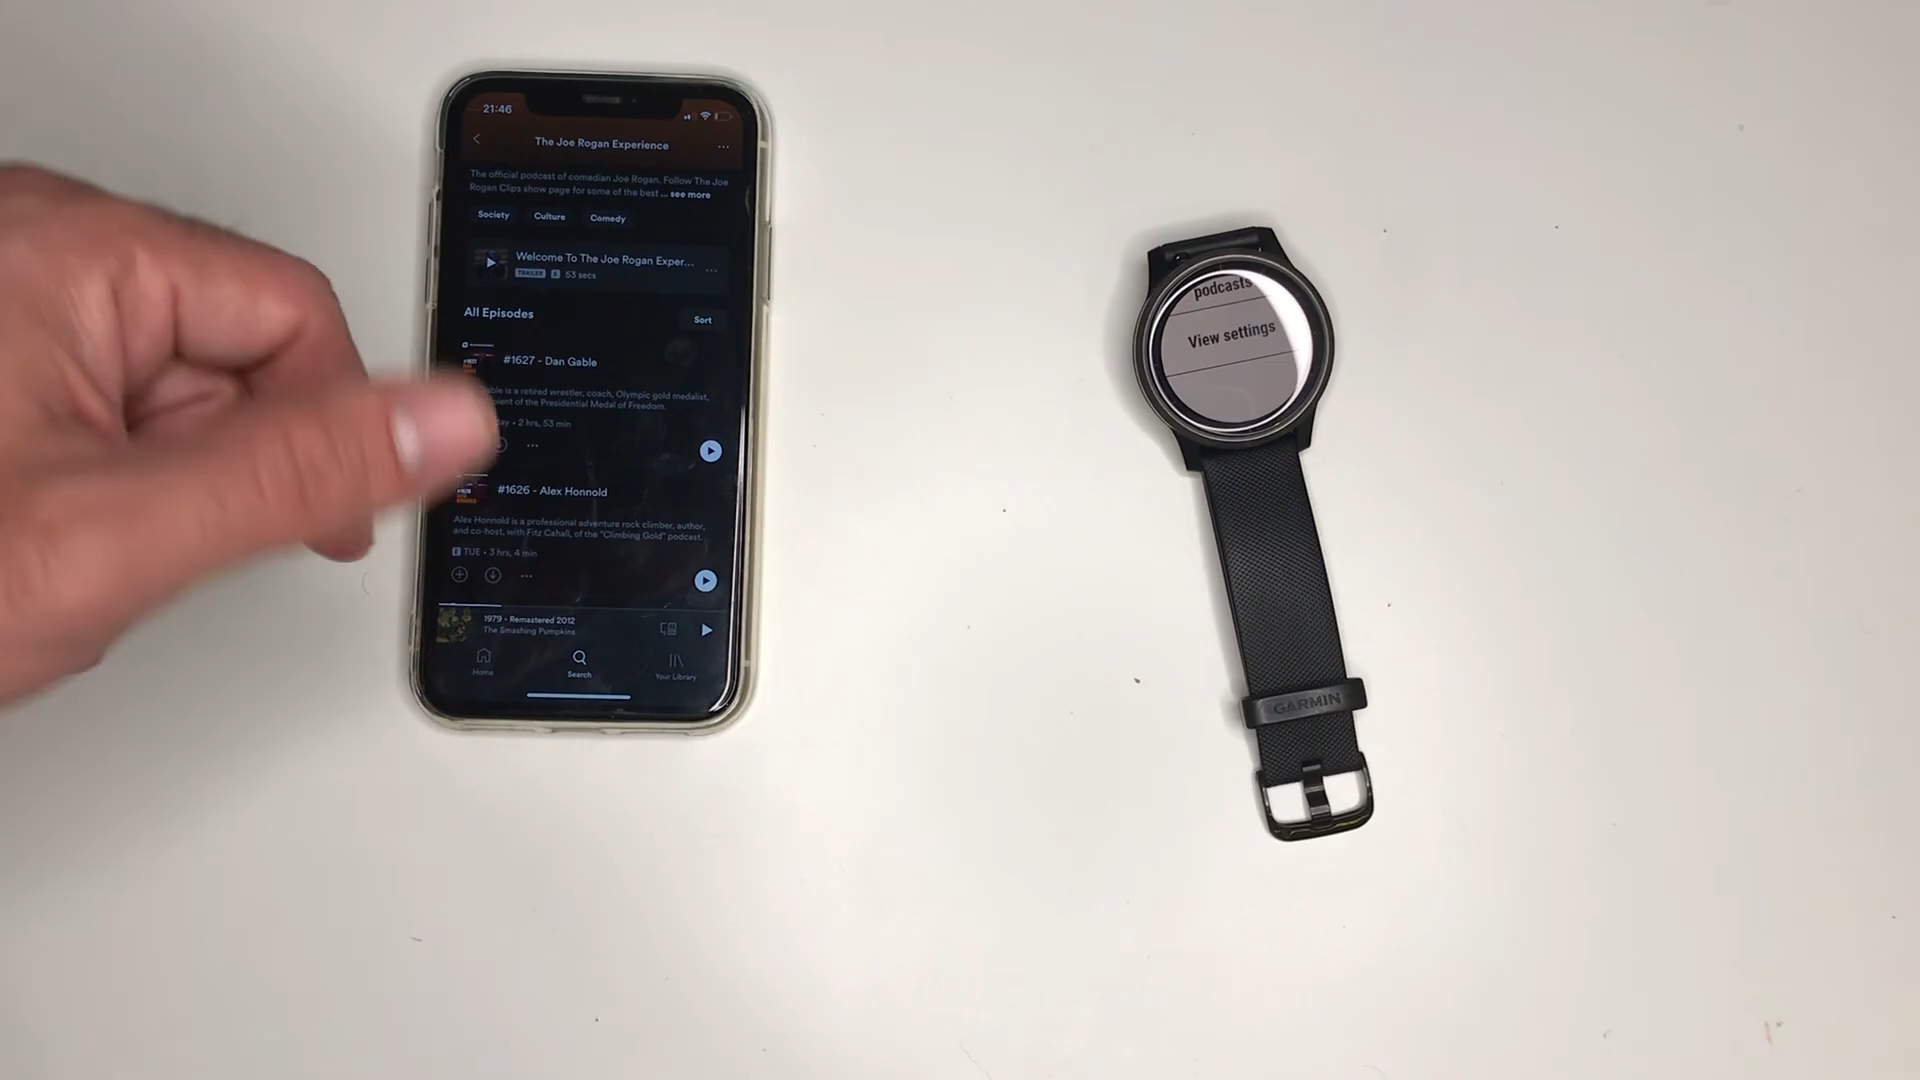 21:46
The Joe Rogan Experience
The official podcast of comedian Joe Rogan. Follow The Joe
Rogan Clips show page for some of the best ... see more
Society Culture Comedy
Welcome To The Joe Rogan Exper...
TRAILER E 53 secs
All Episodes
Sort
#1627 - Dan Gable
is a retired wrestler, coach, Olympic gold medalist,
of the Presidential Medal of Freedom.
• 2 hrs, 53 min
#1626 - Alex Honnold
Alex Honnold is a professional adventure rock climber, author,
and co-host, with Fitz Cahall, of the "Climbing Gold" podcast.
E TUE • 3 hrs, 4 min
1979 - Remastered 2012
The Smashing Pumpkins
Home
Search
Your Library
podcasts
View settings
GARMIN